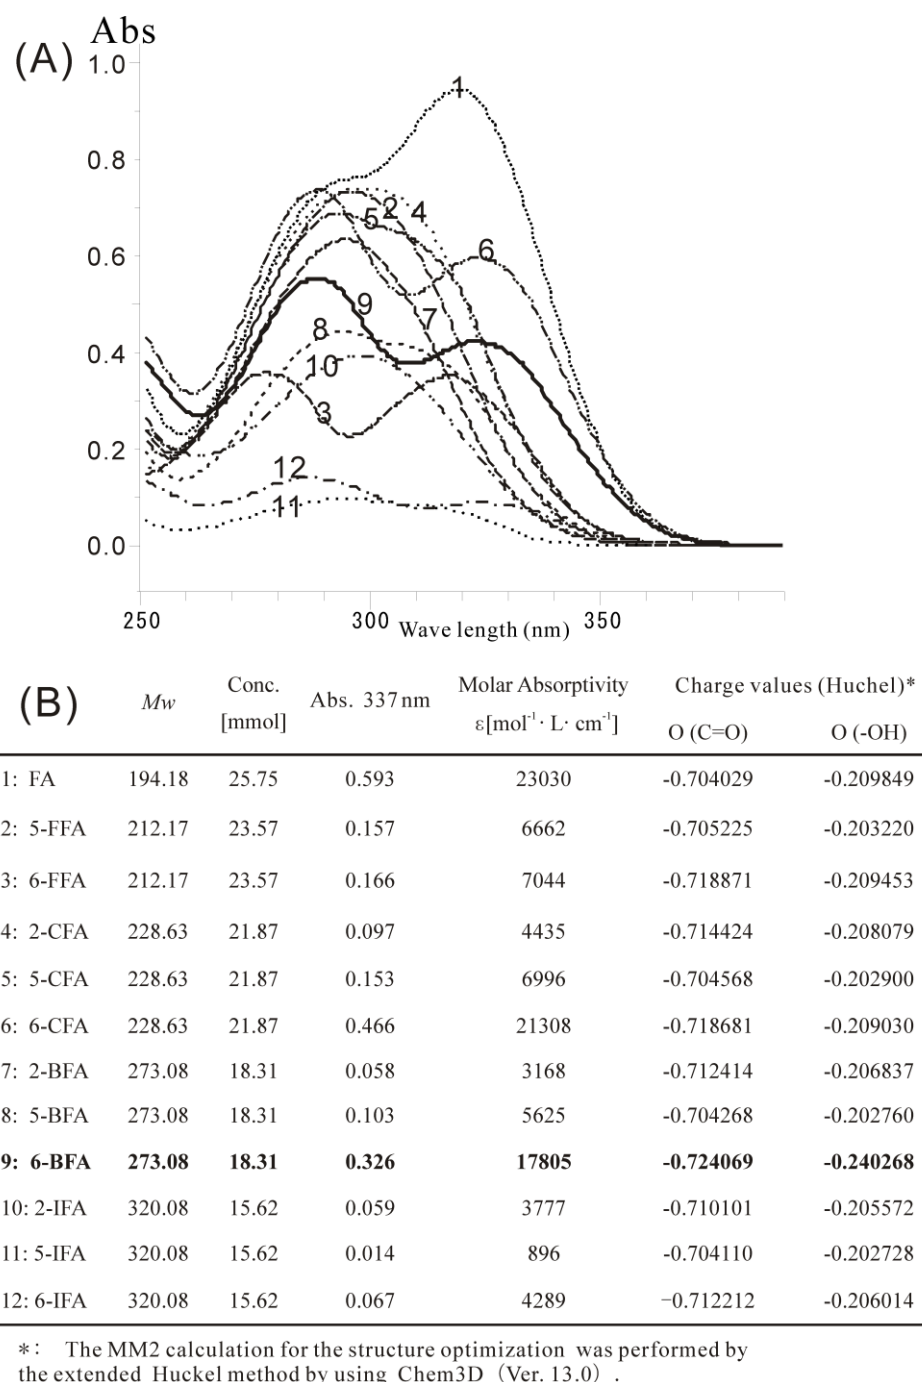 Abs
(A)
1.0
0.8
0.6
0.4
0.2
0.0
1
2
4
5
6
9
7
8
10
3
12
11
250 300 350
Wave length (nm)
(B)
Mw Conc. [mmol] Abs. 337 nm Molar Absorptivity ε[mol⁻¹· L· cm⁻¹] Charge values (Huchel)*
O (C=O) O (-OH)
1: FA 194.18 25.75 0.593 23030 -0.704029 -0.209849
2: 5-FFA 212.17 23.57 0.157 6662 -0.705225 -0.203220
3: 6-FFA 212.17 23.57 0.166 7044 -0.718871 -0.209453
4: 2-CFA 228.63 21.87 0.097 4435 -0.714424 -0.208079
5: 5-CFA 228.63 21.87 0.153 6996 -0.704568 -0.202900
6: 6-CFA 228.63 21.87 0.466 21308 -0.718681 -0.209030
7: 2-BFA 273.08 18.31 0.058 3168 -0.712414 -0.206837
8: 5-BFA 273.08 18.31 0.103 5625 -0.704268 -0.202760
9: 6-BFA 273.08 18.31 0.326 17805 -0.724069 -0.240268
10: 2-IFA 320.08 15.62 0.059 3777 -0.710101 -0.205572
11: 5-IFA 320.08 15.62 0.014 896 -0.704110 -0.202728
12: 6-IFA 320.08 15.62 0.067 4289 −0.712212 -0.206014
*: The MM2 calculation for the structure optimization was performed by
the extended Huckel method by using Chem3D (Ver. 13.0) .